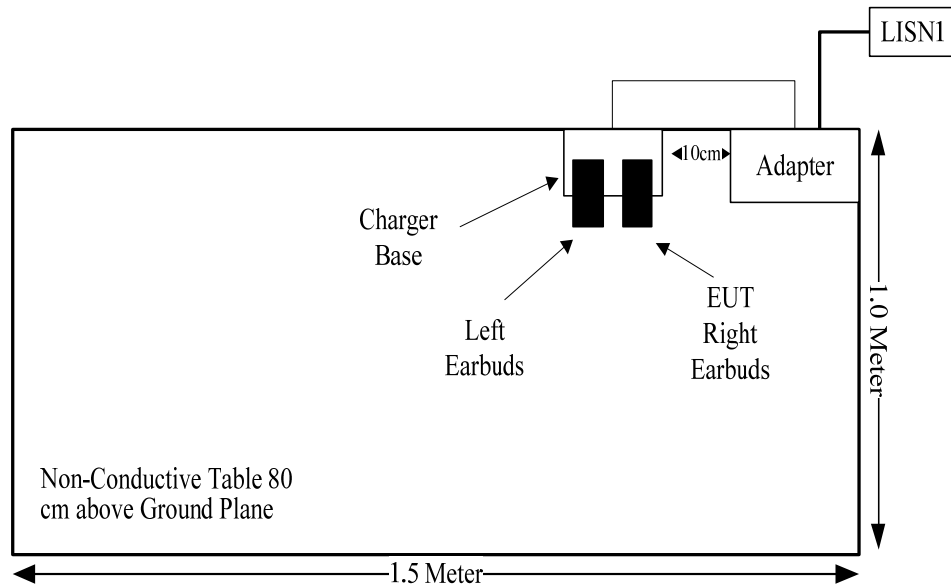 LISN1
10cm
Adapter
Charger
Base
Left
Earbuds
EUT
Right
Earbuds
1.0 Meter
Non-Conductive Table 80
cm above Ground Plane
1.5 Meter